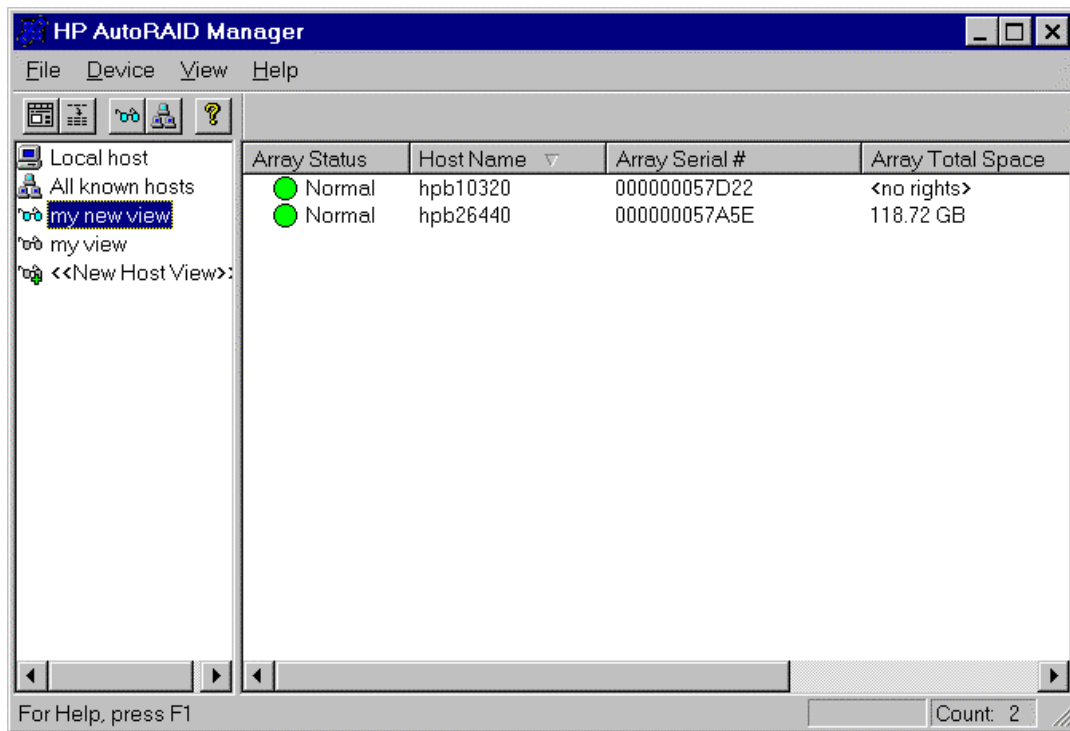 HP AutoRAID Manager
File Device View Help
Local host
All known hosts
my new view
my view
<<New Host View>>
Array Status Host Name Array Serial # Array Total Space
Normal hpb10320 000000057D22 <no rights>
Normal hpb26440 000000057A5E 118.72 GB
For Help, press F1 Count: 2